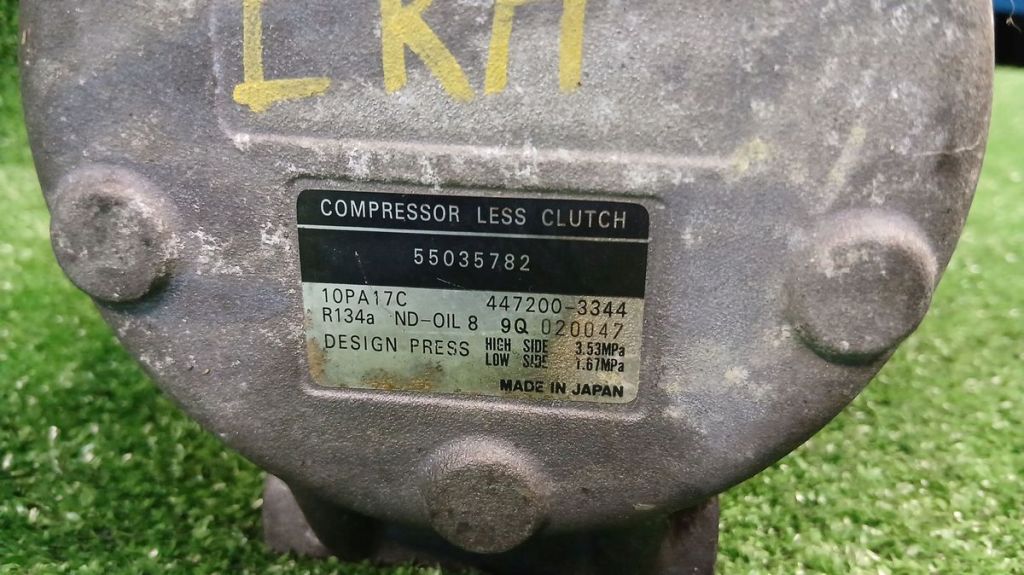 LKH
COMPRESSOR LESS CLUTCH
55035782
10PA17C 447200-3344
R134a ND-OIL 8 9Q 020047
DESIGN PRESS HIGH SIDE 3.53MPa
LOW SIDE 1.67MPa
MADE IN JAPAN